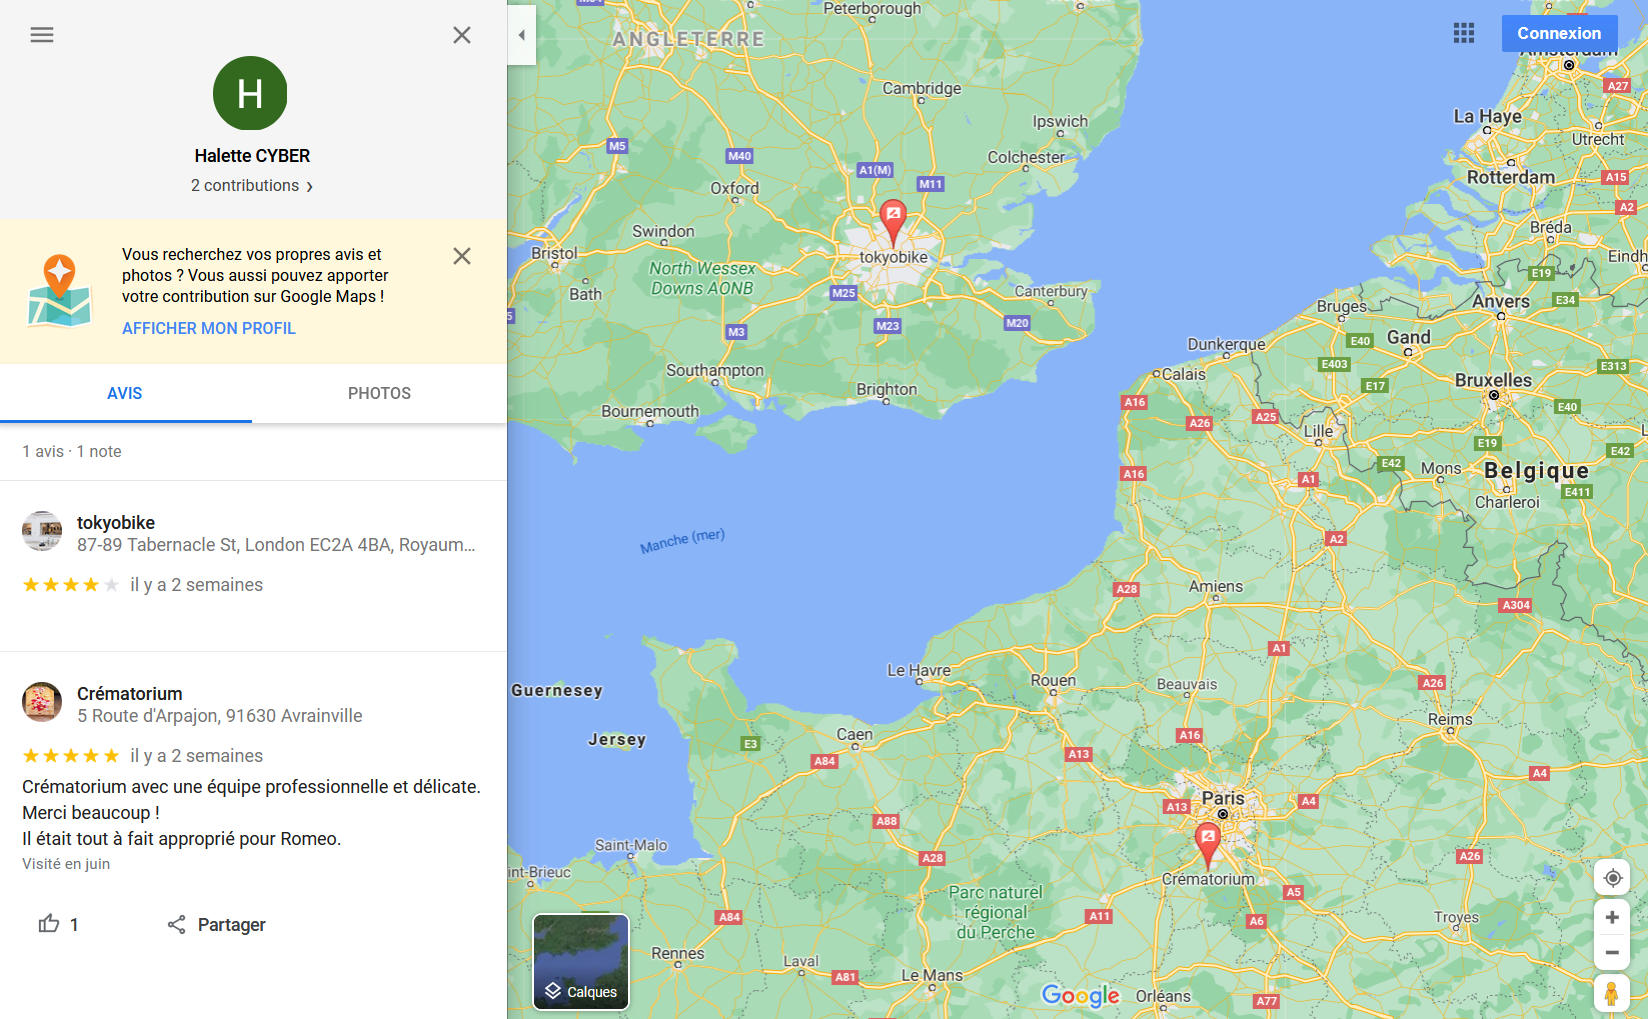 H
Halette CYBER
2 contributions ›
Vous recherchez vos propres avis et
photos ? Vous aussi pouvez apporter
votre contribution sur Google Maps !
AFFICHER MON PROFIL
AVIS
PHOTOS
1 avis · 1 note
tokyobike
87-89 Tabernacle St, London EC2A 4BA, Royaum...
il y a 2 semaines
Crématorium
5 Route d'Arpajon, 91630 Avrainville
il y a 2 semaines
Crématorium avec une équipe professionnelle et délicate.
Merci beaucoup !
Il était tout à fait approprié pour Romeo.
Visité en juin
1
Partager
Connexion
Peterborough
ANGLETERRE
Amsterdam
Cambridge
A27
La Haye
Ipswich
Utrecht
M5
M40
Colchester
A1(M)
M11
Rotterdam
A15
Oxford
A2
Swindon
Bréda
Bristol
tokyobike
Eindh
North Wessex
Downs AONB
E19
Bath
M25
Canterbury
E34
Anvers
Bruges
M3
M23
M20
Gand
Dunkerque
E40
E403
E313
Southampton
Calais
Bruxelles
E17
Brighton
A16
E40
Bournemouth
A26
A25
Lille
E19
E42
E42
Mons
Belgique
A16
A1
E411
Charleroi
Manche (mer)
A2
A28
Amiens
A304
A1
Le Havre
Rouen
Beauvais
A26
Guernesey
Reims
Jersey
E3
Caen
A16
A84
A13
A4
Paris
A13
A4
A88
Saint-Malo
A28
A26
int-Brieuc
Crématorium
Parc naturel
régional
du Perche
A5
A84
A11
A6
Troyes
Rennes
Laval
A81
Le Mans
Calques
Google
Orléans
A77